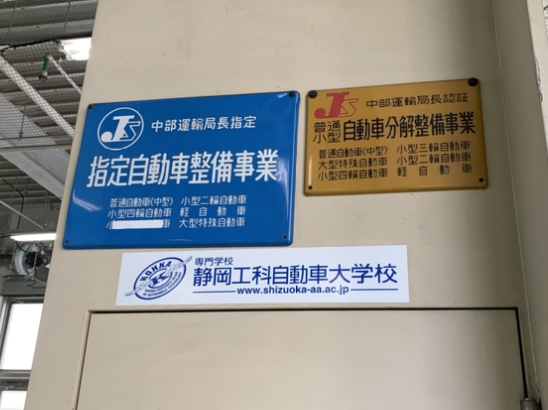 JS 中部運輸局長指定
指定自動車整備事業
普通自動車(中型) 小型二輪自動車
小型四輪自動車 軽自動車
大型特殊自動車
JS 中部運輸局長認証
普通
小型
自動車分解整備事業
普通自動車(中型) 小型三輪自動車
大型特殊自動車 小型二輪自動車
小型四輪自動車 軽自動車
KOHKA
専門学校
静岡工科自動車大学校
www.shizuoka-aa.ac.jp